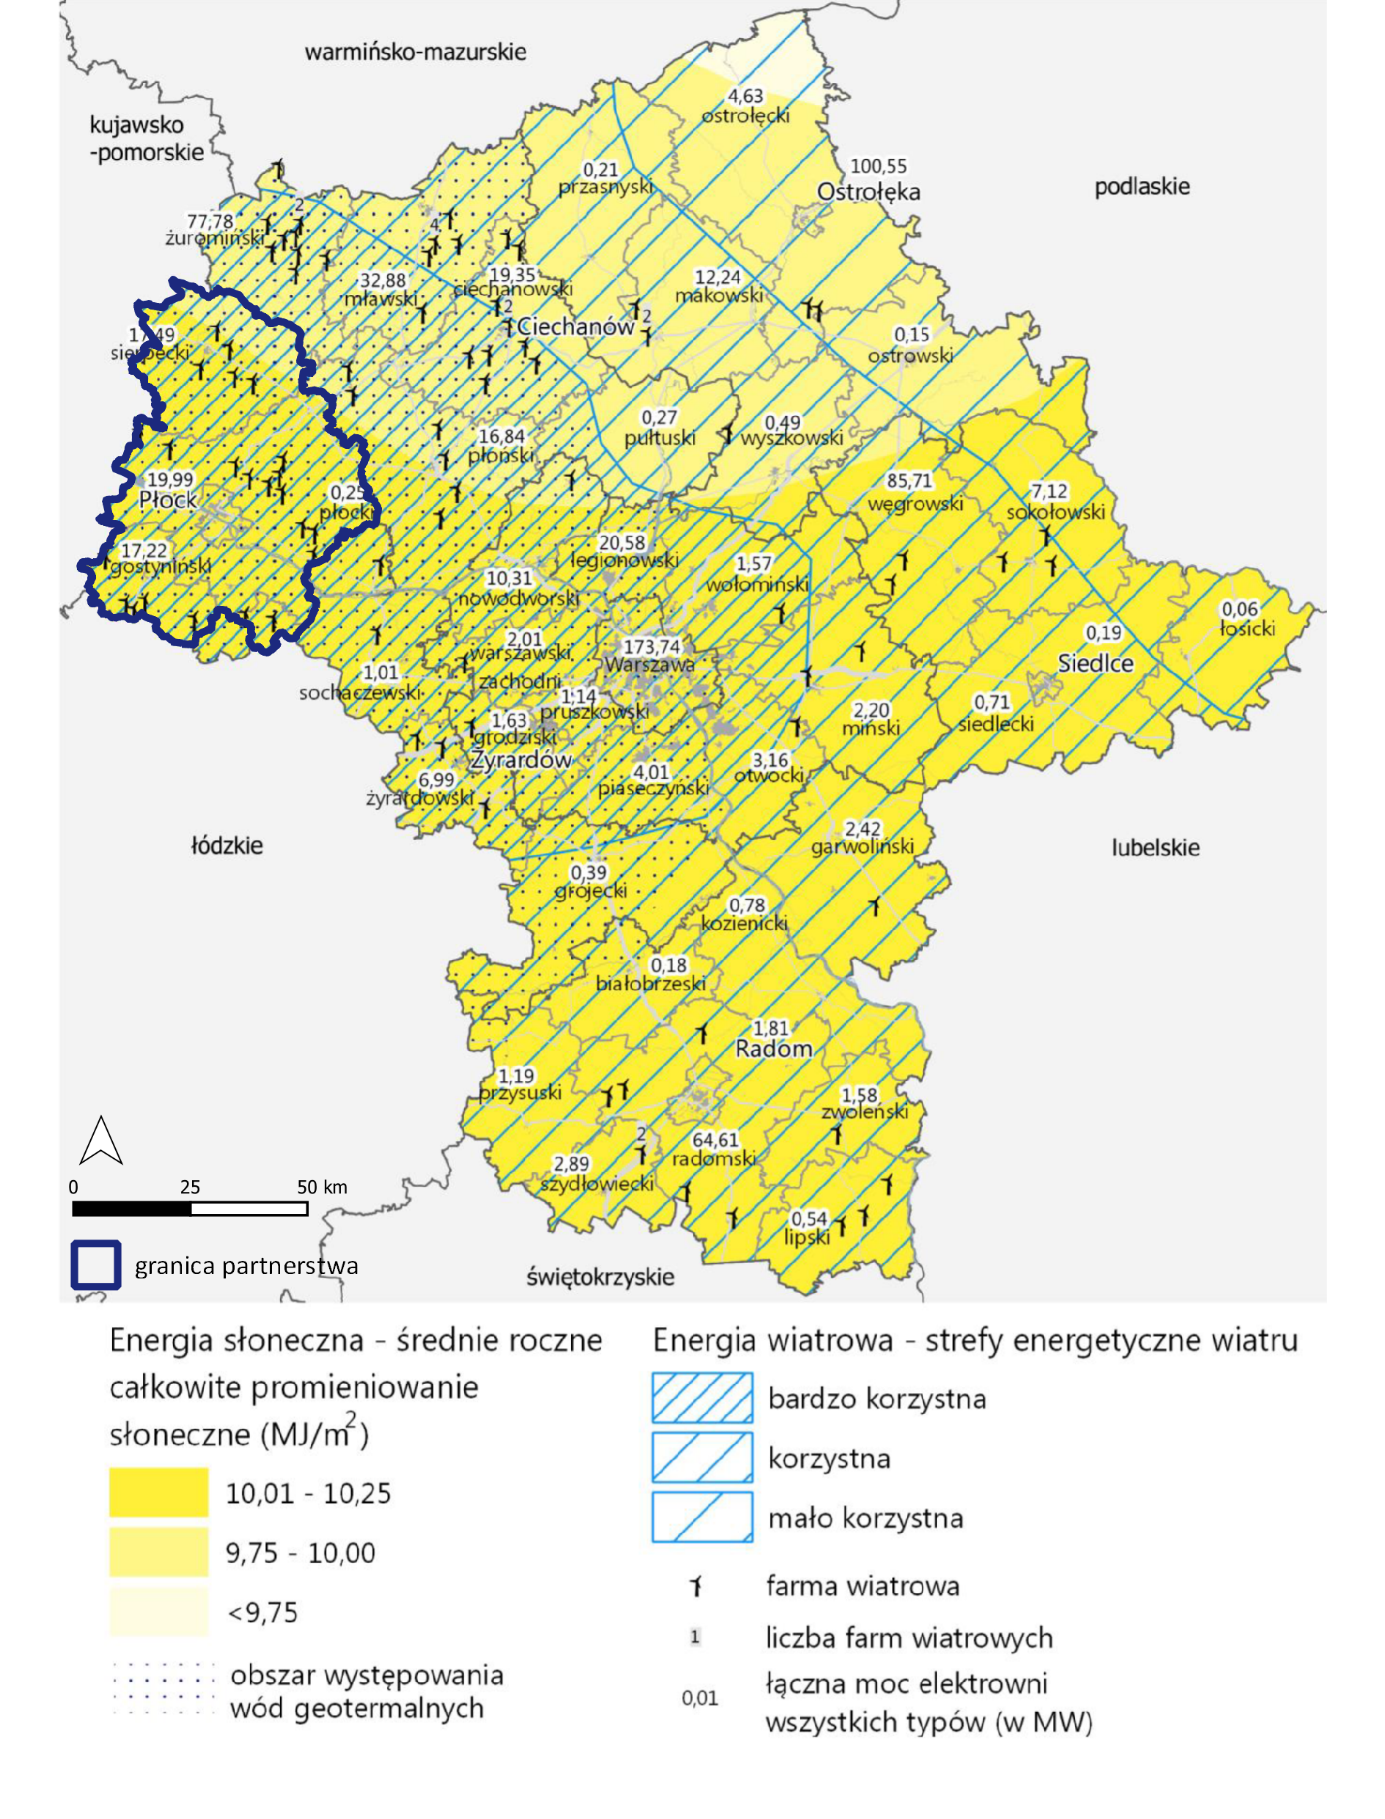 warmińsko-mazurskie
kujawsko
-pomorskie
podlaskie
4,63
ostrołęcki
100,55
Ostrołęka
0,21
przasnyski
2
77,78
żuromiński
4
32,88
mławski
19,35
ciechanowski
2
Ciechanów
2
12,24
makowski
0,15
ostrowski
17,49
sierpecki
16,84
płoński
0,27
pułtuski
0,49
wyszkowski
85,71
węgrowski
7,12
sokołowski
19,99
Płock
0,25
płocki
17,22
gostyniński
20,58
legionowski
10,31
nowodworski
1,57
wołomiński
0,06
łosicki
0,19
Siedlce
2,01
warszawski
zachodni
173,74
Warszawa
1,01
sochaczewski
1,14
pruszkowski
1,63
grodziski
Żyrardów
2,20
miński
0,71
siedlecki
6,99
żyrardowski
4,01
piaseczyński
3,16
otwocki
łódzkie
2,42
garwoliński
lubelskie
0,39
grójecki
0,78
kozienicki
0,18
białobrzeski
1,81
Radom
1,19
przysuski
1,58
zwoleński
2
64,61
radomski
2,89
szydłowiecki
0,54
lipski
0 25 50 km
granica partnerstwa
świętokrzyskie
Energia słoneczna - średnie roczne
całkowite promieniowanie
słoneczne (MJ/m²)
10,01 - 10,25
9,75 - 10,00
<9,75
obszar występowania
wód geotermalnych
Energia wiatrowa - strefy energetyczne wiatru
bardzo korzystna
korzystna
mało korzystna
farma wiatrowa
1 liczba farm wiatrowych
0,01 łączna moc elektrowni
wszystkich typów (w MW)